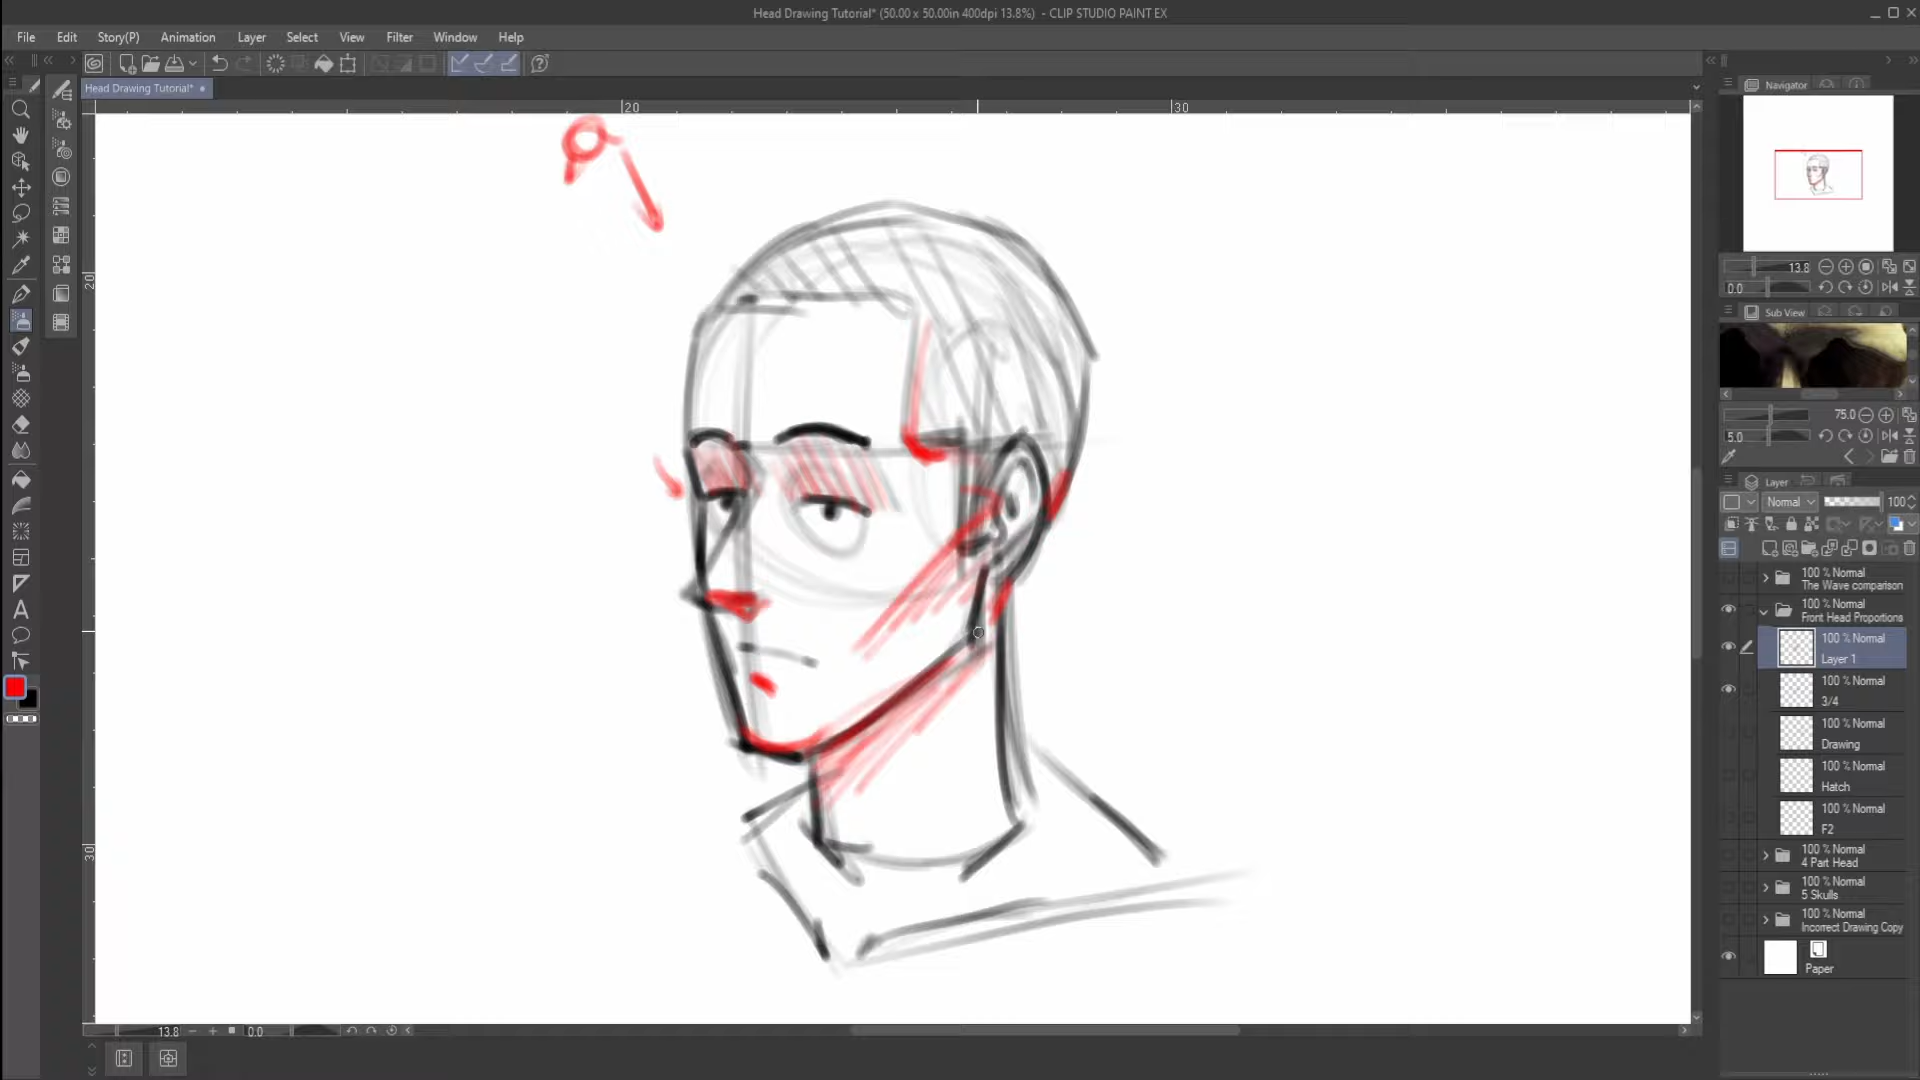 Head Drawing Tutorial* (50.00 x 50.00in 400dpi 13.8%) - CLIP STUDIO PAINT EX
File Edit Story(P) Animation Layer Select View Filter Window Help
Head Drawing Tutorial*
20 30
20
30
Navigator
13.8
0.0
Sub View
75.0
5.0
Layer
Normal 100
100 % Normal
The Wave comparison
100 % Normal
Front Head Proportions
100 % Normal
Layer 1
100 % Normal
3/4
100 % Normal
Drawing
100 % Normal
Hatch
100 % Normal
F2
100 % Normal
4 Part Head
100 % Normal
5 Skulls
100 % Normal
Incorrect Drawing Copy
Paper
13.8 0.0